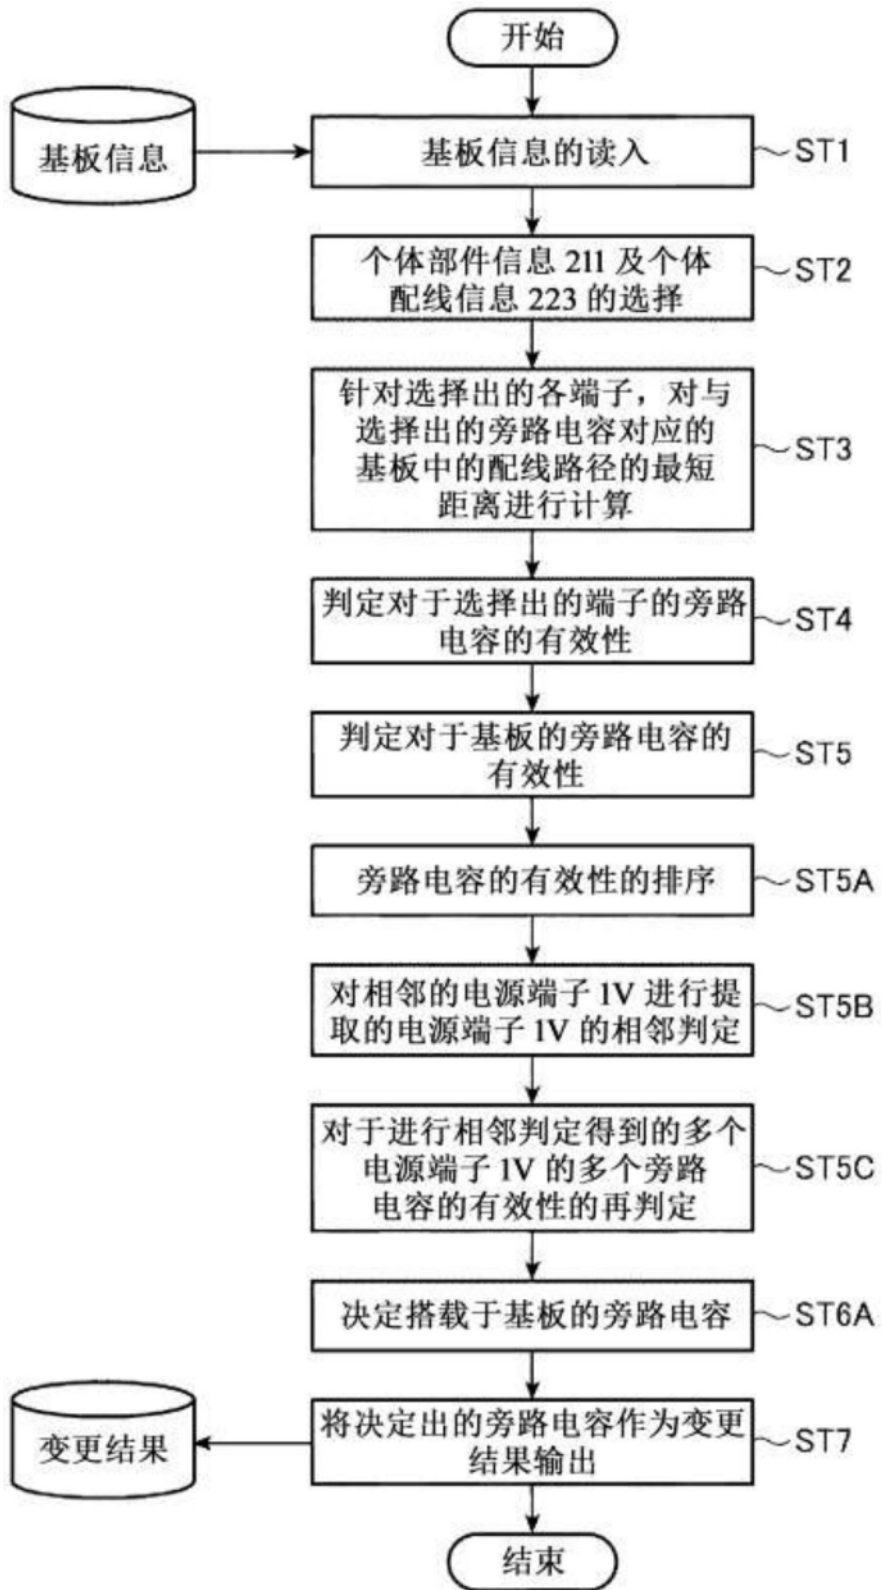 开始
基板信息
基板信息的读入
ST1
个体部件信息 211 及个体
配线信息 223 的选择
ST2
针对选择出的各端子，对与
选择出的旁路电容对应的
基板中的配线路径的最短
距离进行计算
ST3
判定对于选择出的端子的旁路
电容的有效性
ST4
判定对于基板的旁路电容的
有效性
ST5
旁路电容的有效性的排序
ST5A
对相邻的电源端子 1V 进行提
取的电源端子 1V 的相邻判定
ST5B
对于进行相邻判定得到的多个
电源端子 1V 的多个旁路
电容的有效性的再判定
ST5C
决定搭载于基板的旁路电容
ST6A
变更结果
将决定出的旁路电容作为变更
结果输出
ST7
结束